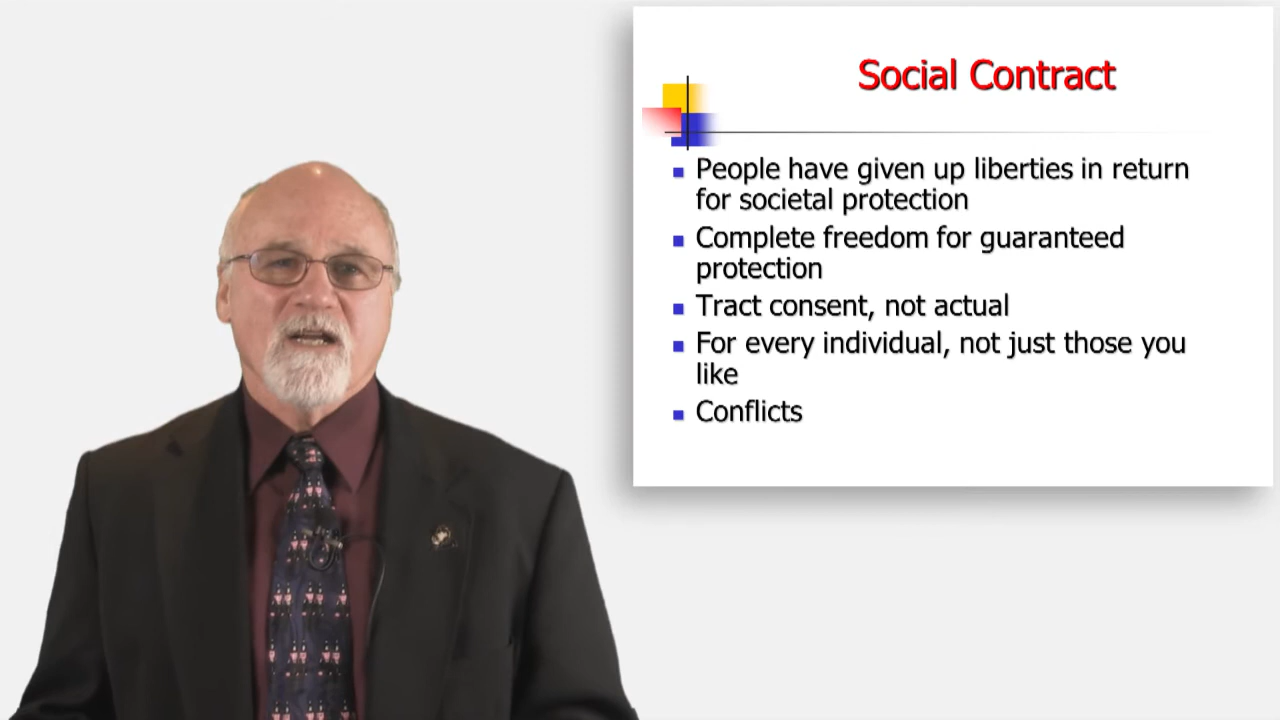 Social Contract
People have given up liberties in return
for societal protection
Complete freedom for guaranteed
protection
Tract consent, not actual
For every individual, not just those you
like
Conflicts